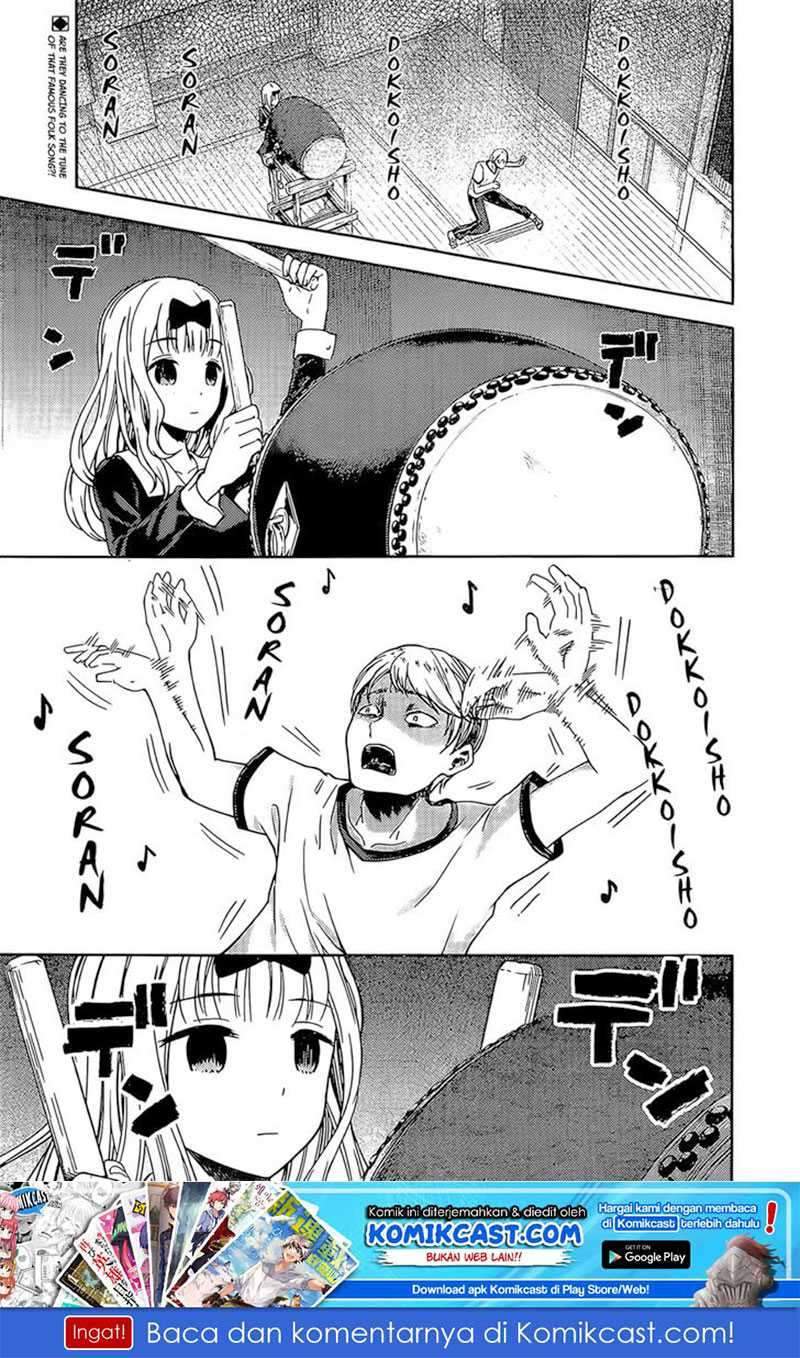 DOKKOISHO
DOKKOISHO
SORAN
SORAN
ARE THEY DANCING TO THE TUNE
OF THAT FAMOUS FOLK SONG?!
デン
デン
DOKKOISHO
DOKKOISHO
SORAN
SORAN
デン
デン
KOMIKCAST
Komik ini diterjemahkan & diedit oleh
KOMIKCAST.COM
BUKAN WEB LAIN!!
Hargai kami dengan membaca
di Komikcast terlebih dahulu !
GET IT ON
Google Play
Download apk Komikcast di Play Store/Web!
Ingat! Baca dan komentarnya di Komikcast.com!